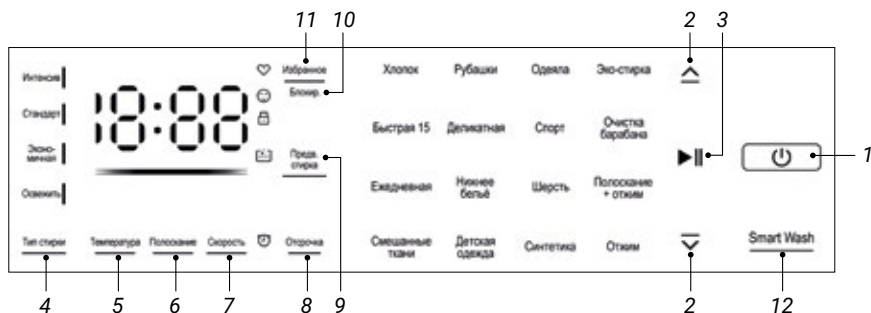 11 10 2 3
Интенсив
Стандарт
Эконо-
мичная
Освежить
18:88
Избранное
Блокир.
Предв.
стирка
Хлопок Рубашки Одеяла Эко-стирка
Быстрая 15 Деликатная Спорт Очистка
барабана
Ежедневная Нижнее
бельё Шерсть Полоскание
+ отжим
Смешанные
ткани Детская
одежда Синтетика Отжим
Тип стирки Температура Полоскание Скорость Отсрочка
Smart Wash
1
4 5 6 7 8 9 2 12